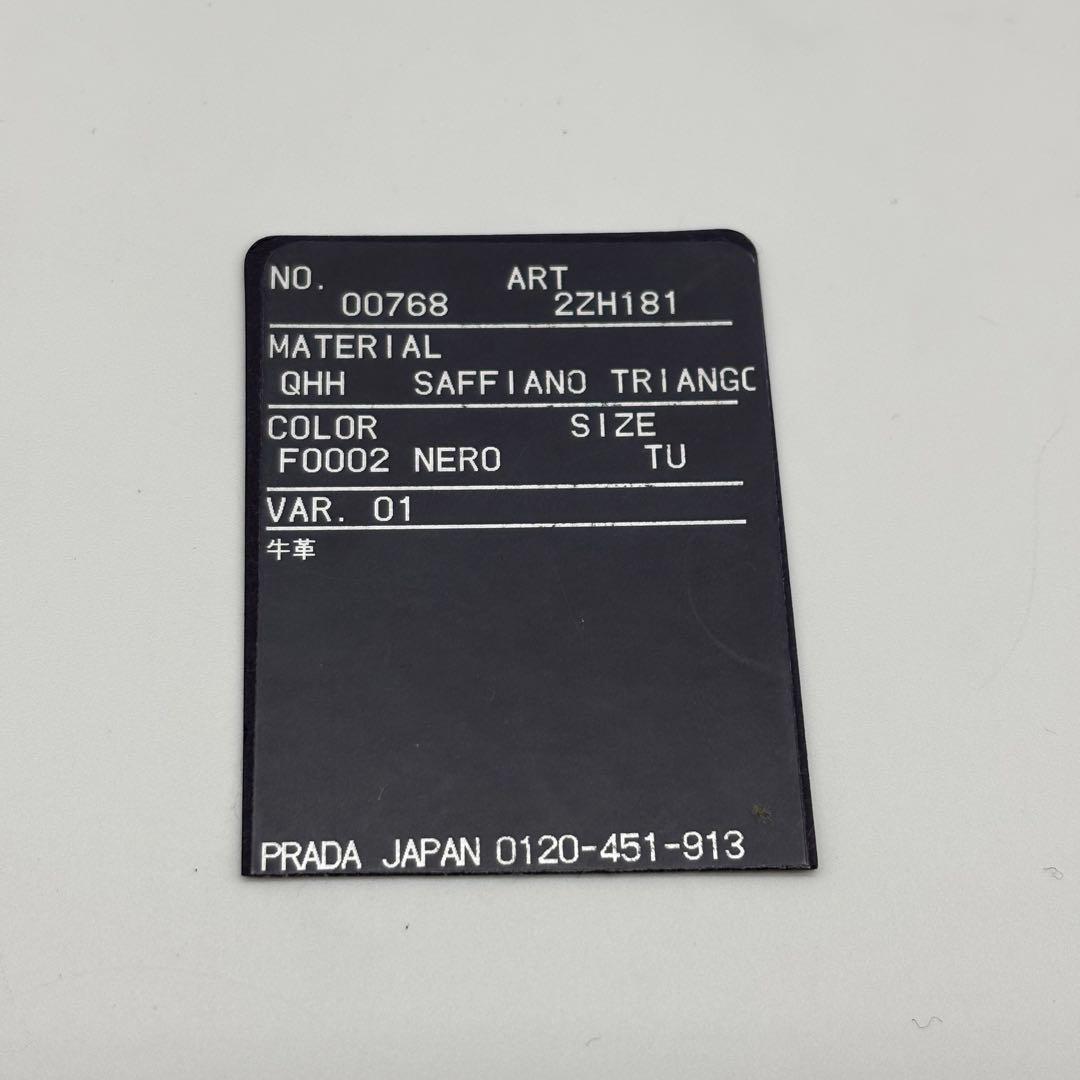 NO. ART
00768 2ZH181
MATERIAL
QHH SAFFIANO TRIANGO
COLOR SIZE
F0002 NERO TU
VAR. 01
牛革
PRADA JAPAN 0120-451-913